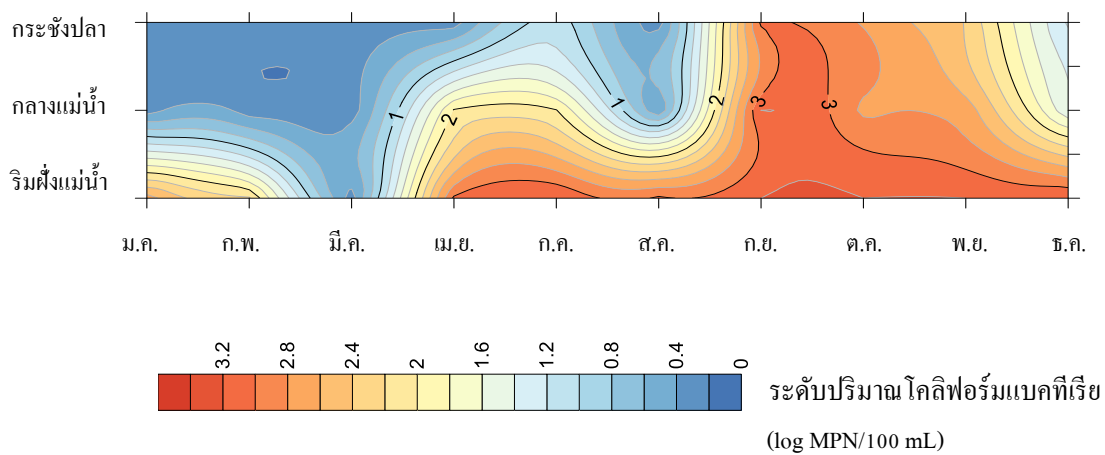 กระชังปลา
กลางแม่น้ำ
ริมฝั่งแม่น้ำ
1
2
1
2
3
3
ม.ค.
ก.พ.
มี.ค.
เม.ย.
ก.ค.
ส.ค.
ก.ย.
ต.ค.
พ.ย.
ธ.ค.
3.2
2.8
2.4
2
1.6
1.2
0.8
0.4
0
ระดับปริมาณโคลิฟอร์มแบคทีเรีย
(log MPN/100 mL)